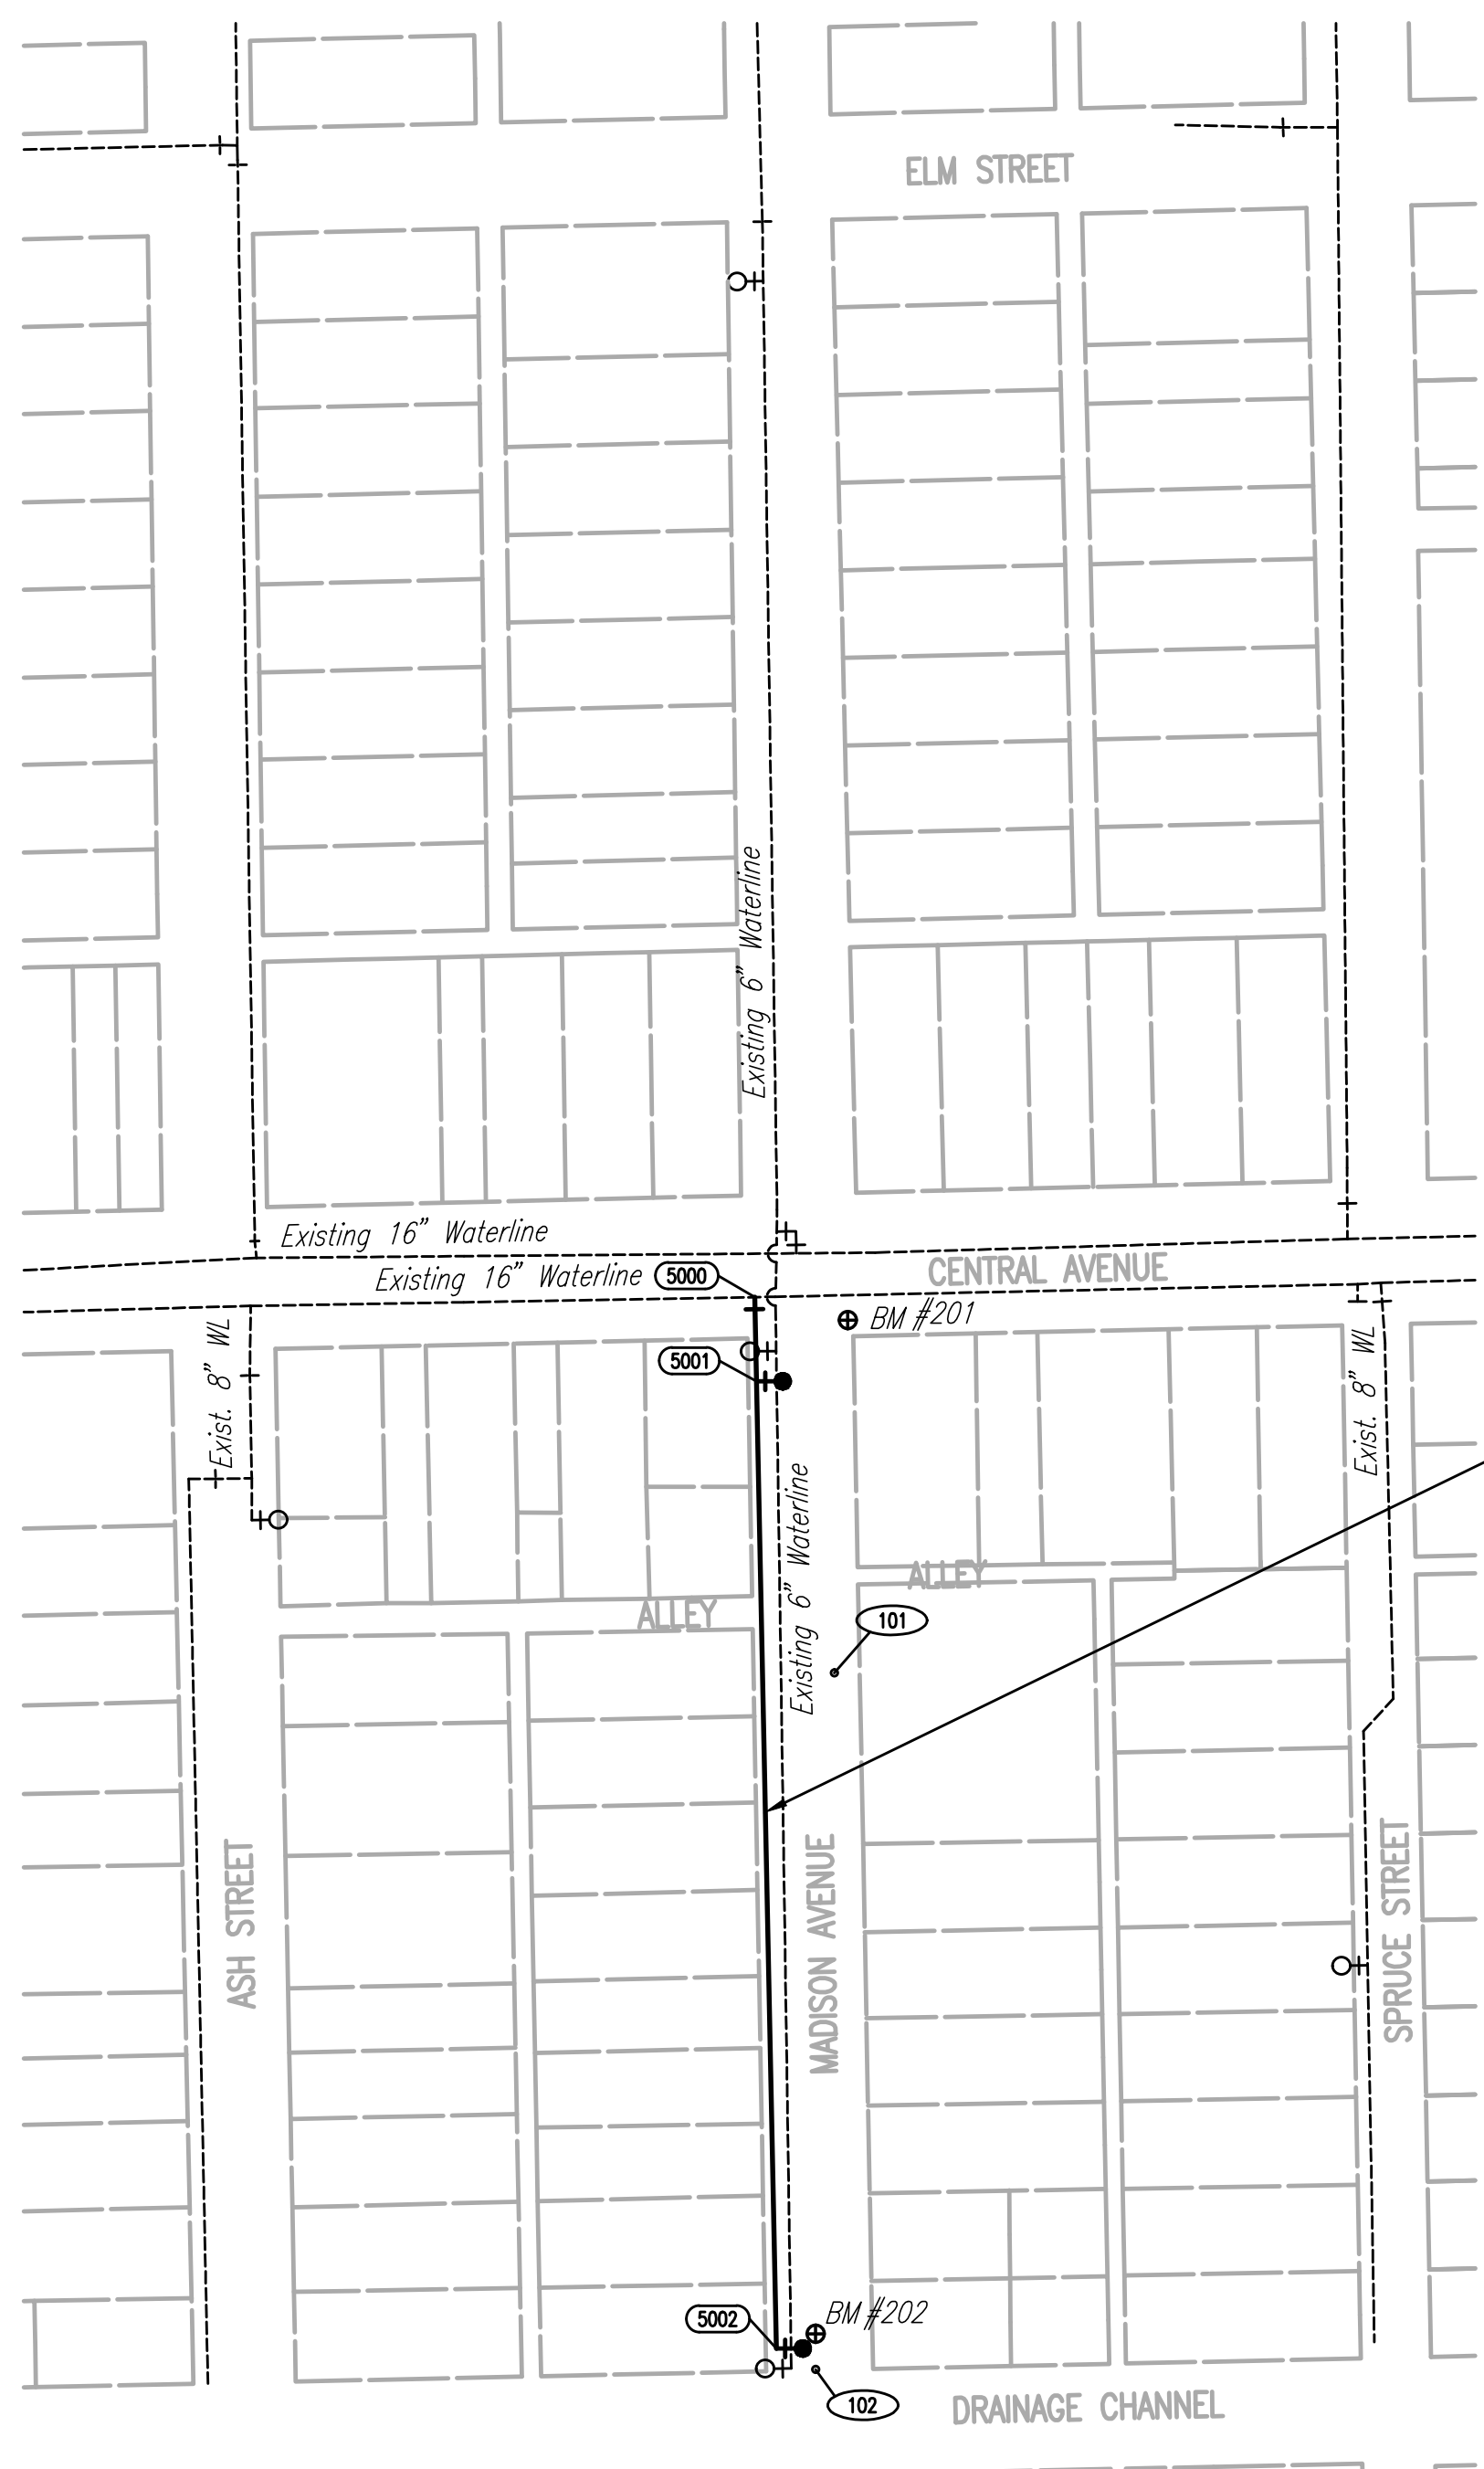 ELM STREET
Existing 6" Waterline
Existing 16" Waterline
CENTRAL AVENUE
Existing 16" Waterline
5000
BM #201
Exist. 8" WL
5001
Exist. 8" WL
Existing 6" Waterline
ALLEY
ALLEY
101
ASH STREET
MADISON AVENUE
SPRUCE STREET
BM #202
5002
102
DRAINAGE CHANNEL